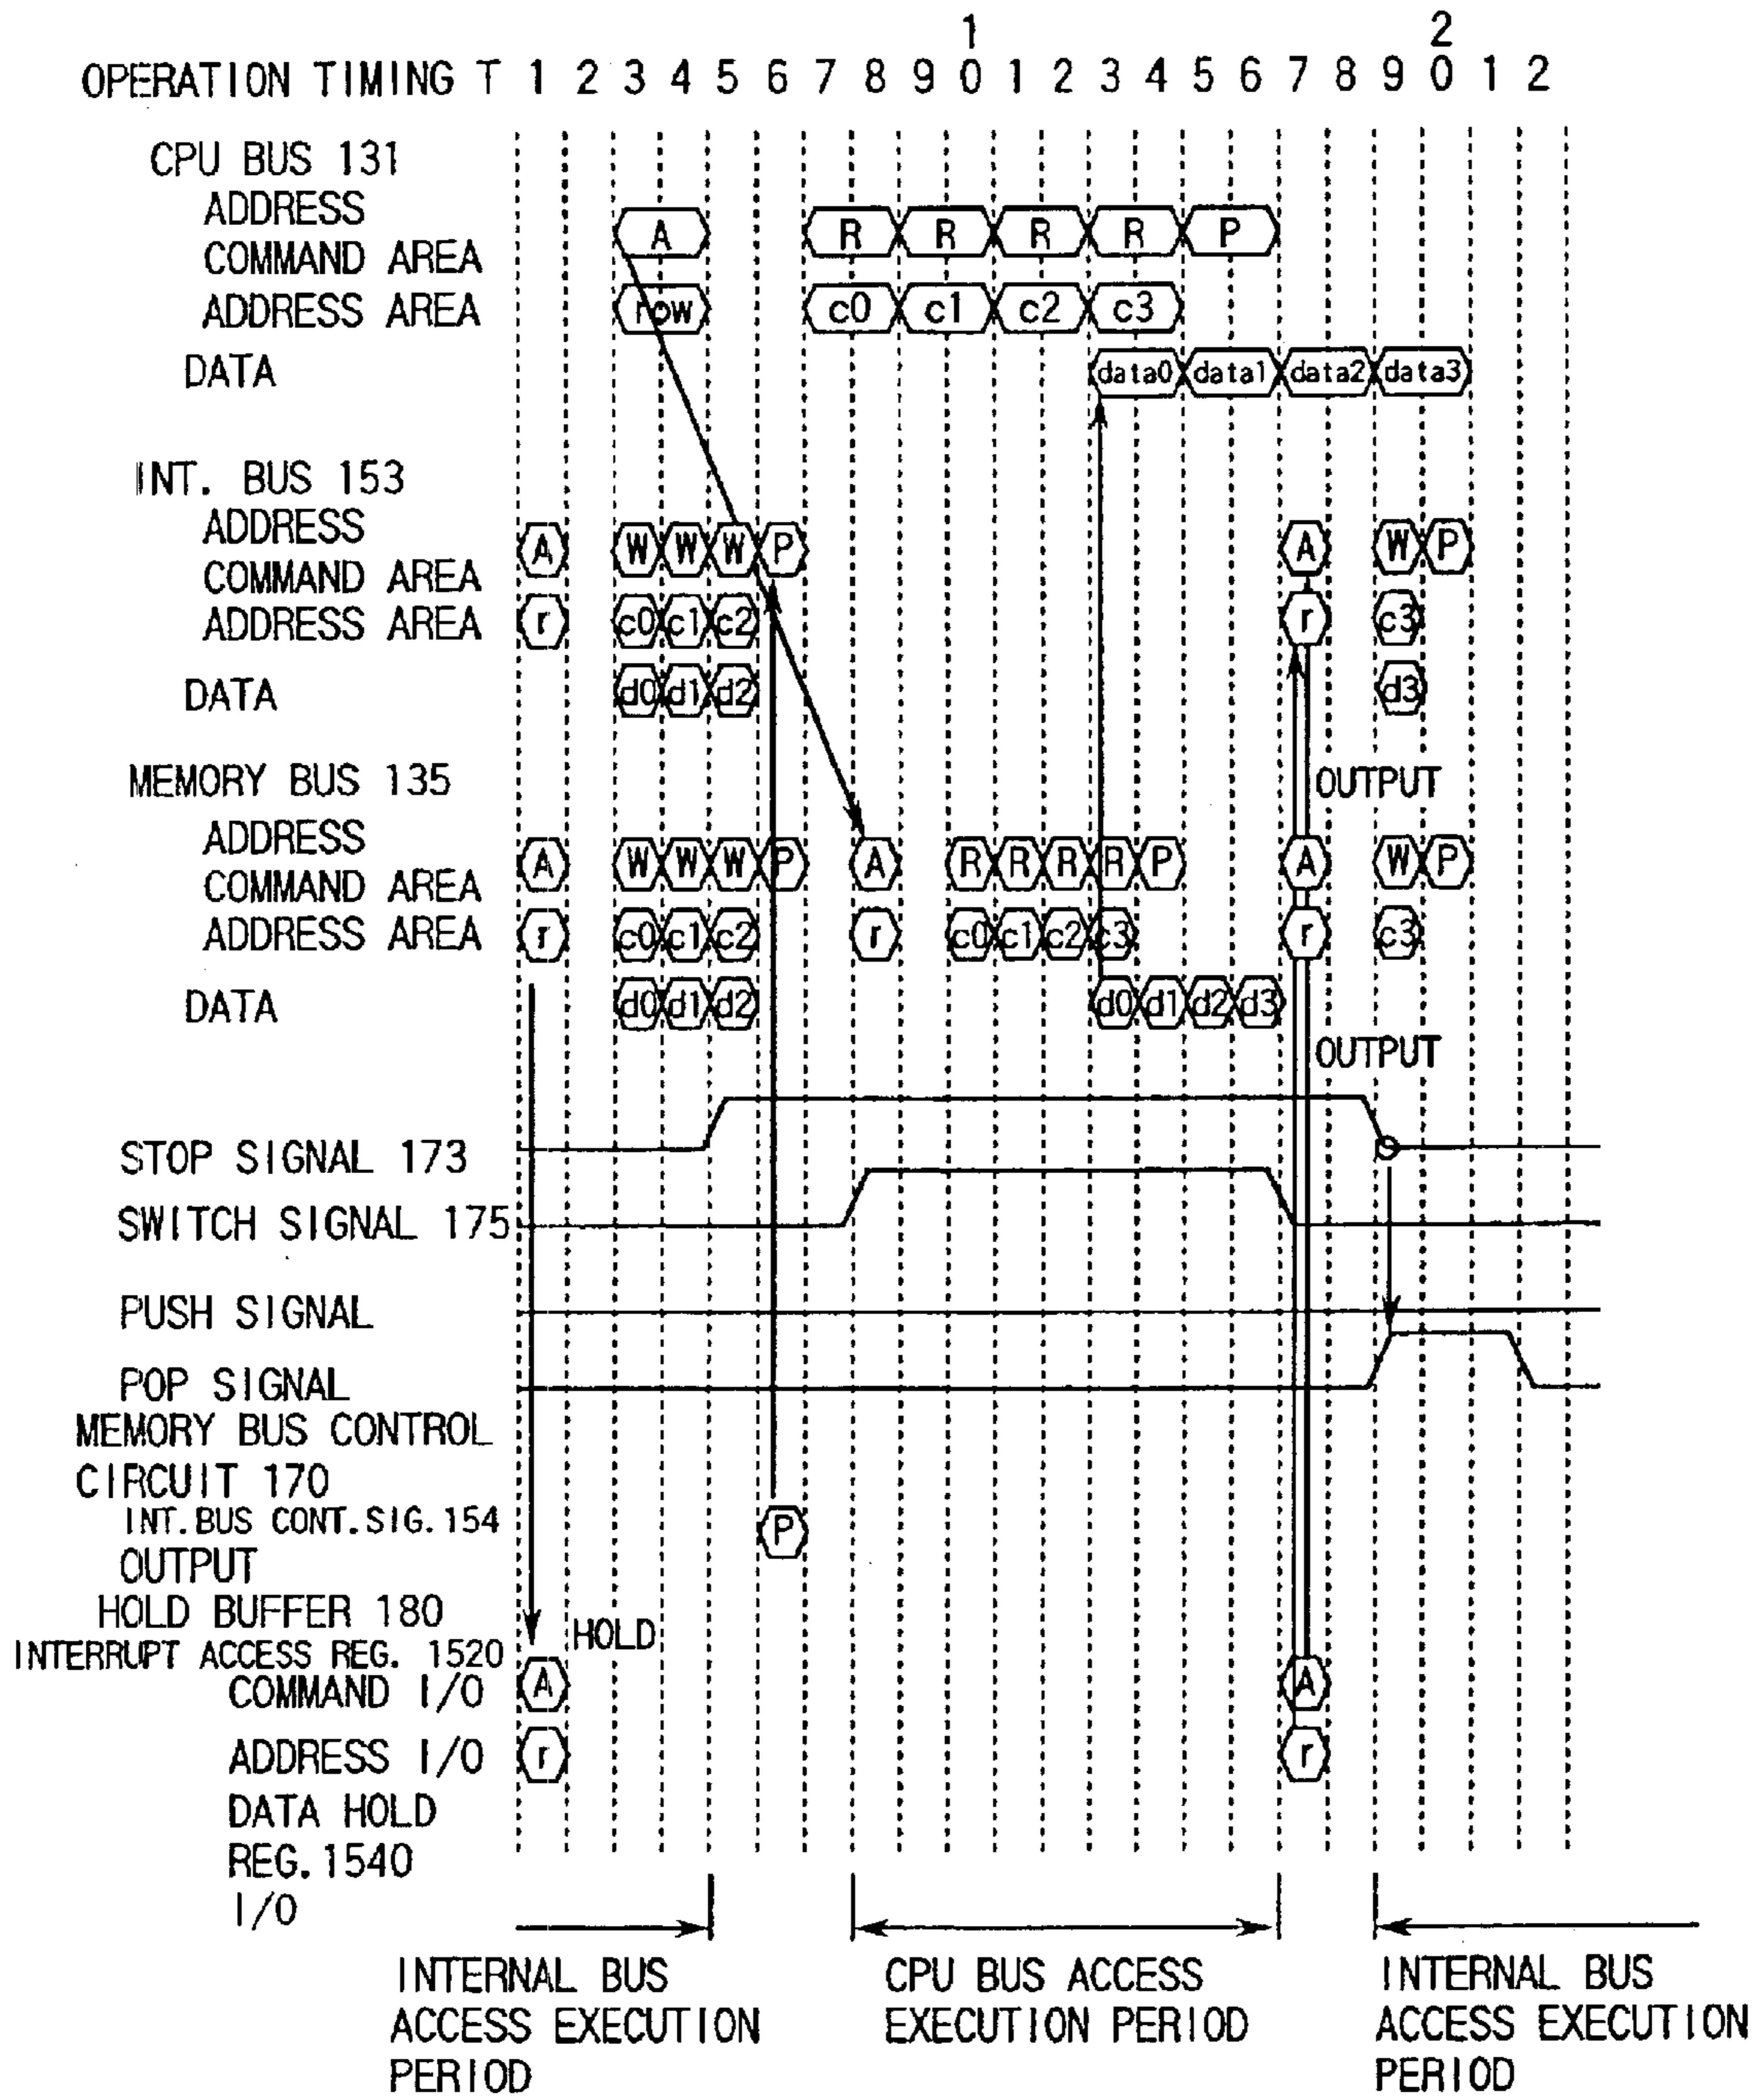 1 2
OPERATION TIMING T 1 2 3 4 5 6 7 8 9 0 1 2 3 4 5 6 7 8 9 0 1 2
CPU BUS 131
ADDRESS
COMMAND AREA A R R R R P
ADDRESS AREA row c0 c1 c2 c3
DATA data0 data1 data2 data3
INT. BUS 153
ADDRESS
COMMAND AREA A W W W P A W P
ADDRESS AREA r c0 c1 c2 r c3
DATA d0 d1 d2 d3
MEMORY BUS 135 OUTPUT
ADDRESS
COMMAND AREA A W W W P A R R R R P A W P
ADDRESS AREA r c0 c1 c2 r c0 c1 c2 c3 r c3
DATA d0 d1 d2 d0 d1 d2 d3
OUTPUT
STOP SIGNAL 173
SWITCH SIGNAL 175
PUSH SIGNAL
POP SIGNAL
MEMORY BUS CONTROL
CIRCUIT 170
INT.BUS CONT.SIG.154 P
OUTPUT
HOLD BUFFER 180
HOLD
INTERRUPT ACCESS REG. 1520
COMMAND I/O A A
ADDRESS I/O r r
DATA HOLD
REG.1540
I/O
INTERNAL BUS
ACCESS EXECUTION
PERIOD
CPU BUS ACCESS
EXECUTION PERIOD
INTERNAL BUS
ACCESS EXECUTION
PERIOD